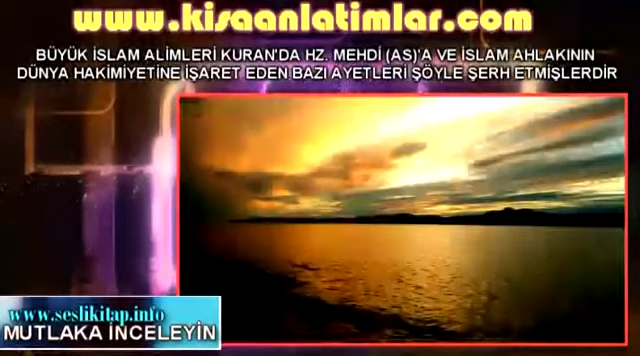 www.kisaanlatimlar.com
BÜYÜK İSLAM ALİMLERİ KURAN'DA HZ. MEHDİ (AS)'A VE İSLAM AHLAKININ
DÜNYA HAKİMİYETİNE İŞARET EDEN BAZI AYETLERİ ŞÖYLE ŞERH ETMİŞLERDİR
www.seslikitap.info
MUTLAKA İNCELEYİN